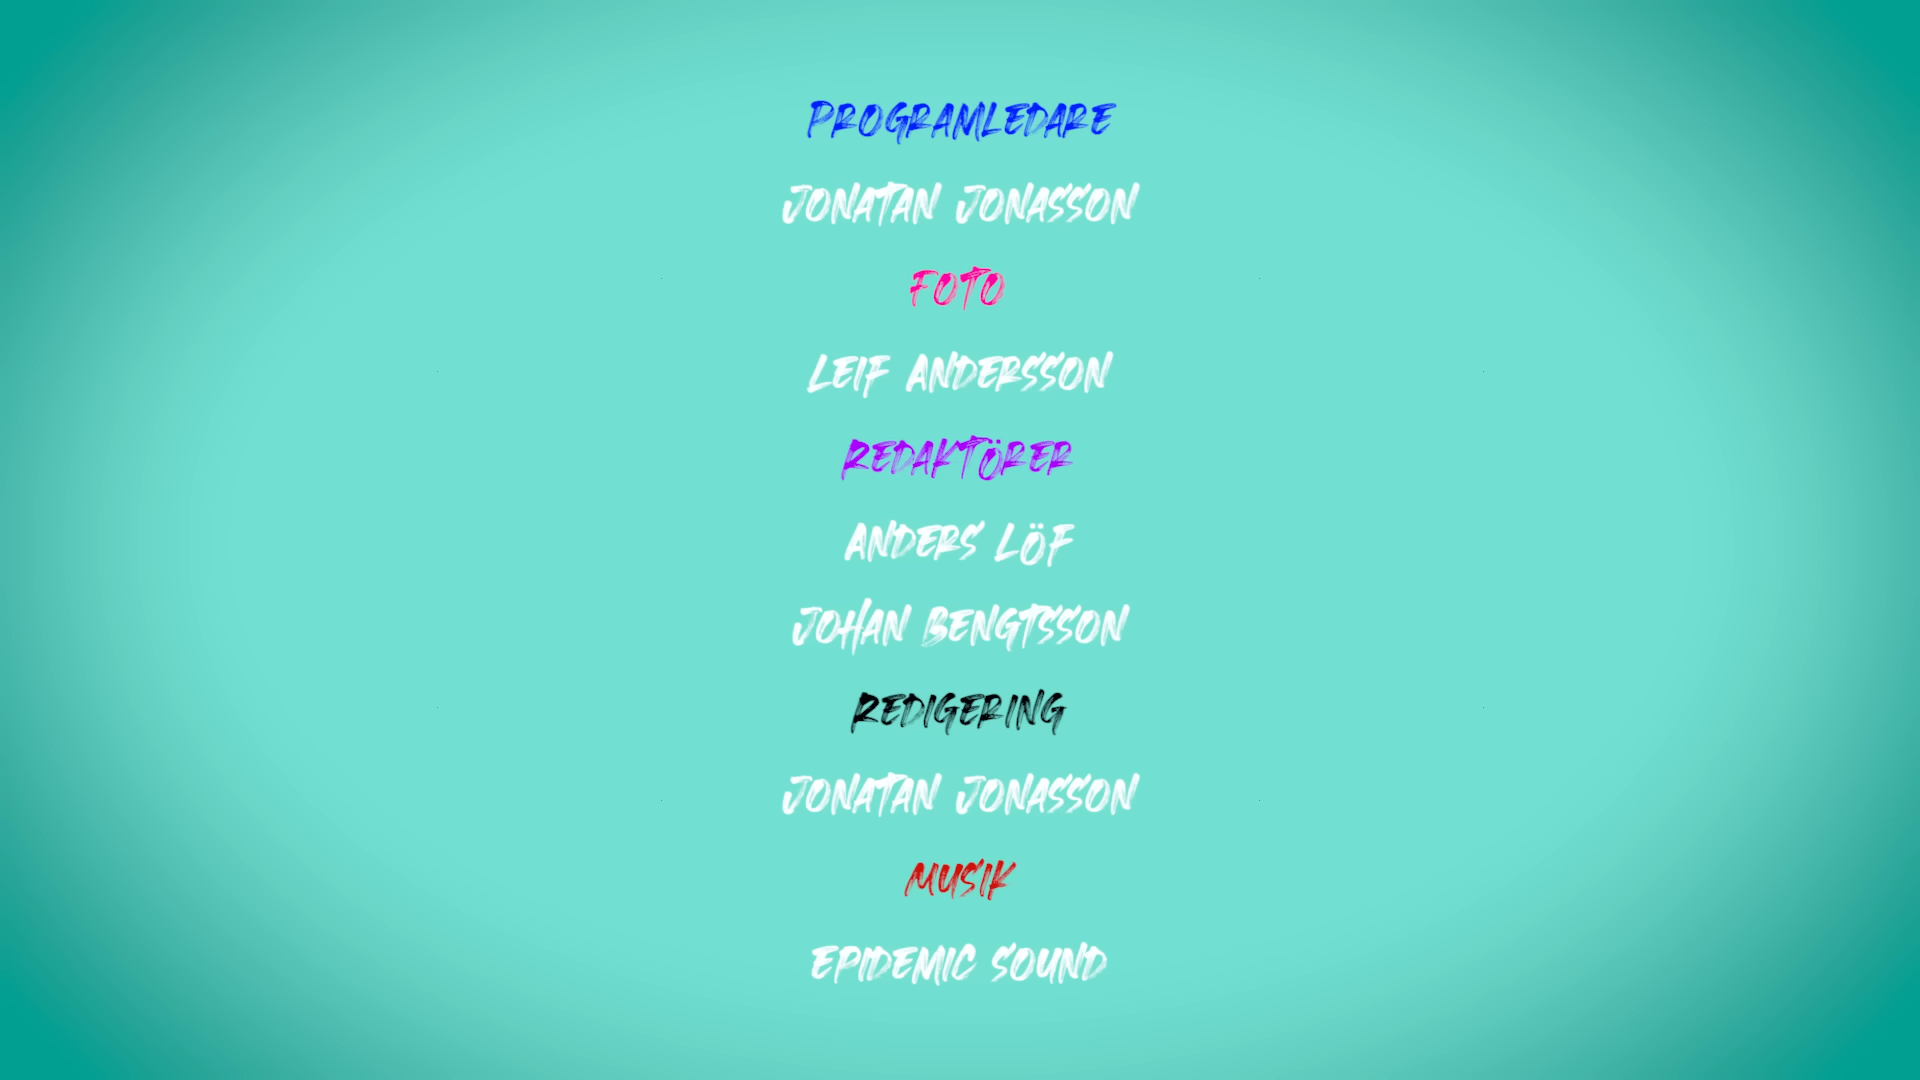 PROGRAMLEDARE
JONATAN JONASSON
FOTO
LEIF ANDERSSON
REDAKTÖRER
ANDERS LÖF
JOHAN BENGTSSON
REDIGERING
JONATAN JONASSON
MUSIK
EPIDEMIC SOUND